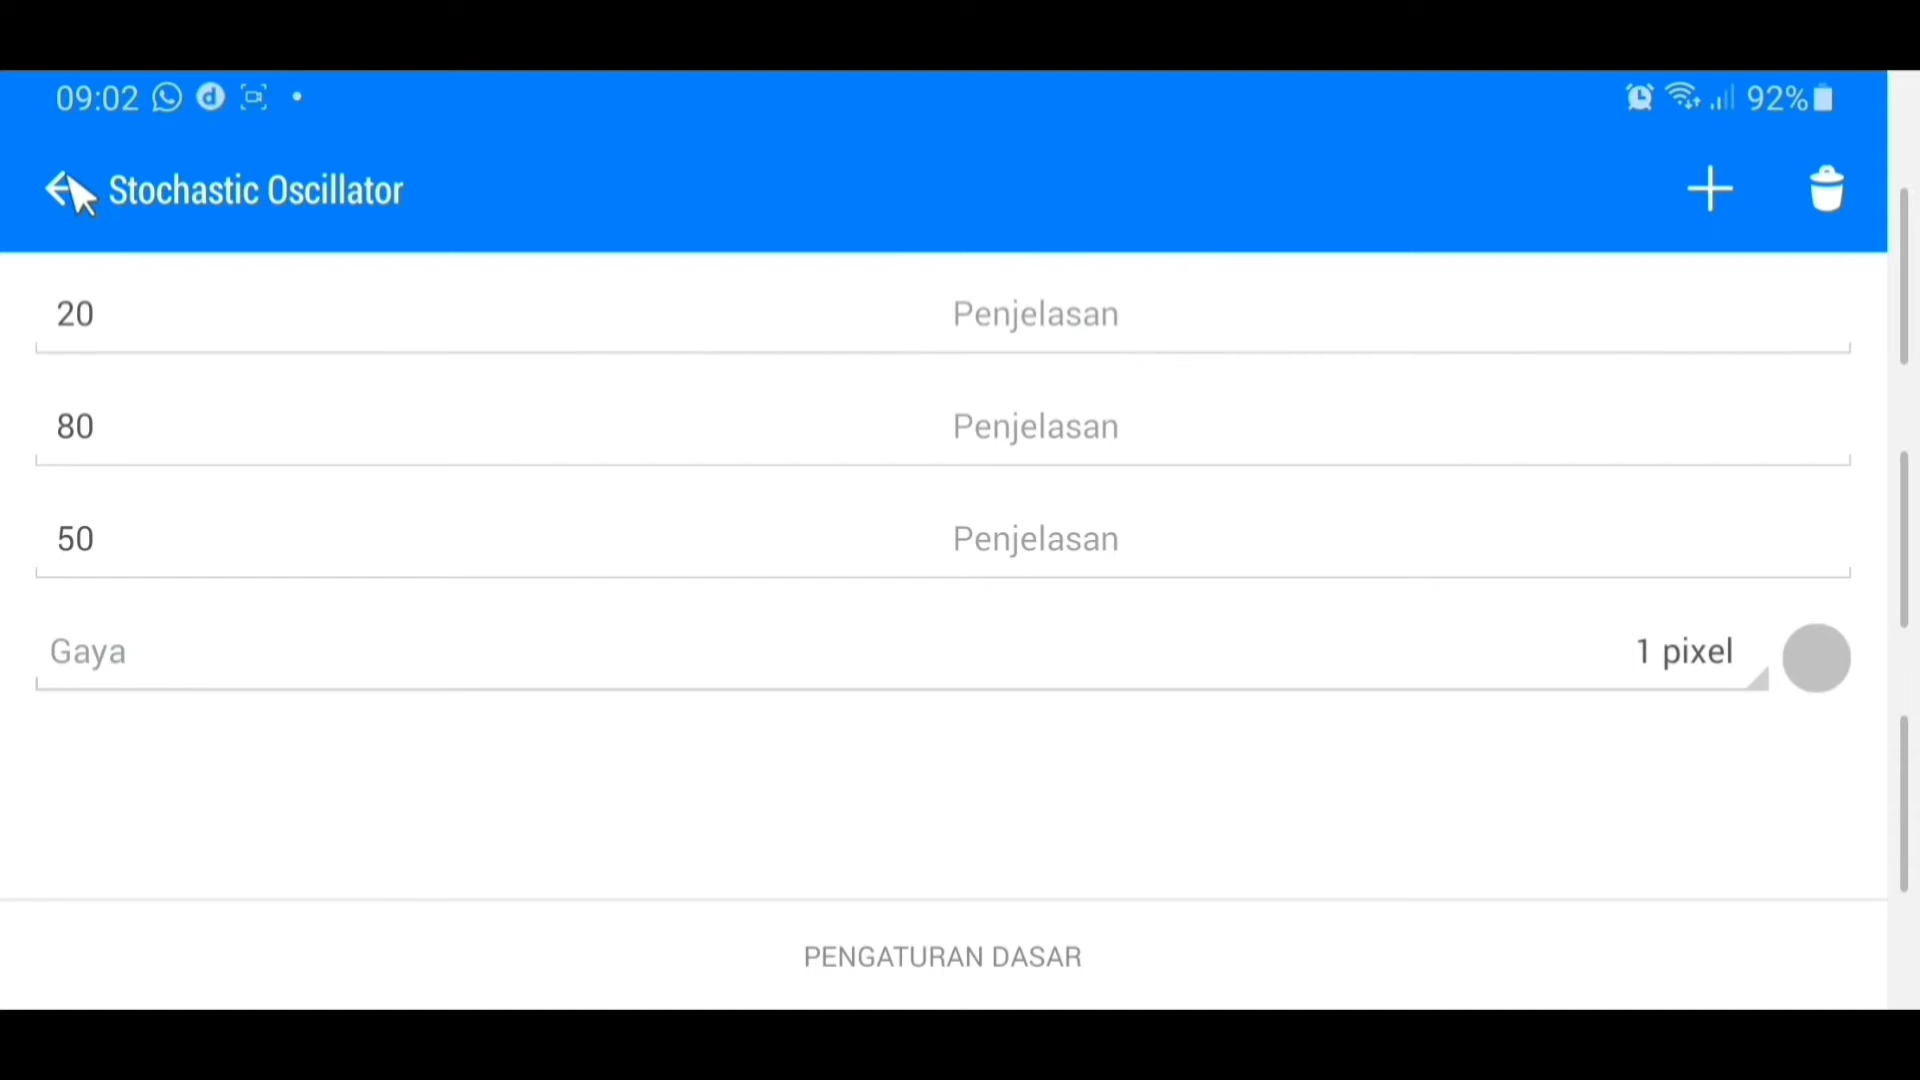 09:02 92%
Stochastic Oscillator
20 Penjelasan
80 Penjelasan
50 Penjelasan
Gaya 1 pixel
PENGATURAN DASAR